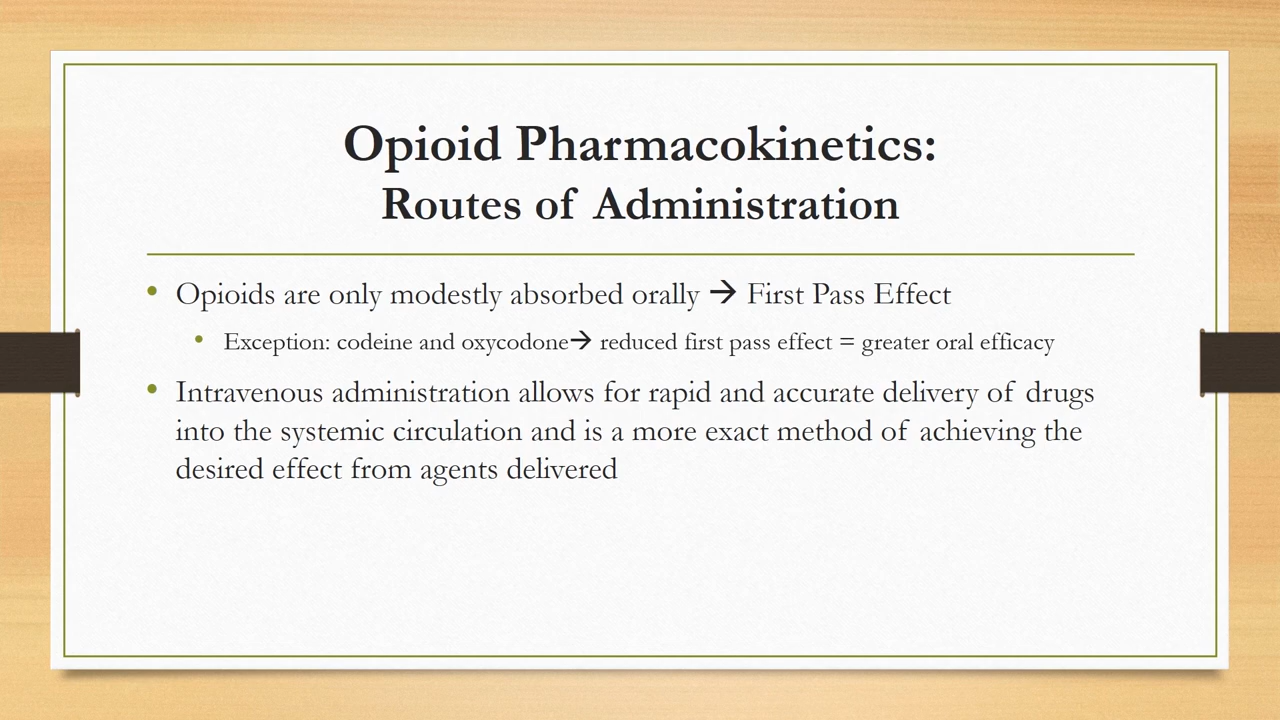 Opioid Pharmacokinetics:
Routes of Administration
• Opioids are only modestly absorbed orally → First Pass Effect
• Exception: codeine and oxycodone→ reduced first pass effect = greater oral efficacy
• Intravenous administration allows for rapid and accurate delivery of drugs
into the systemic circulation and is a more exact method of achieving the
desired effect from agents delivered